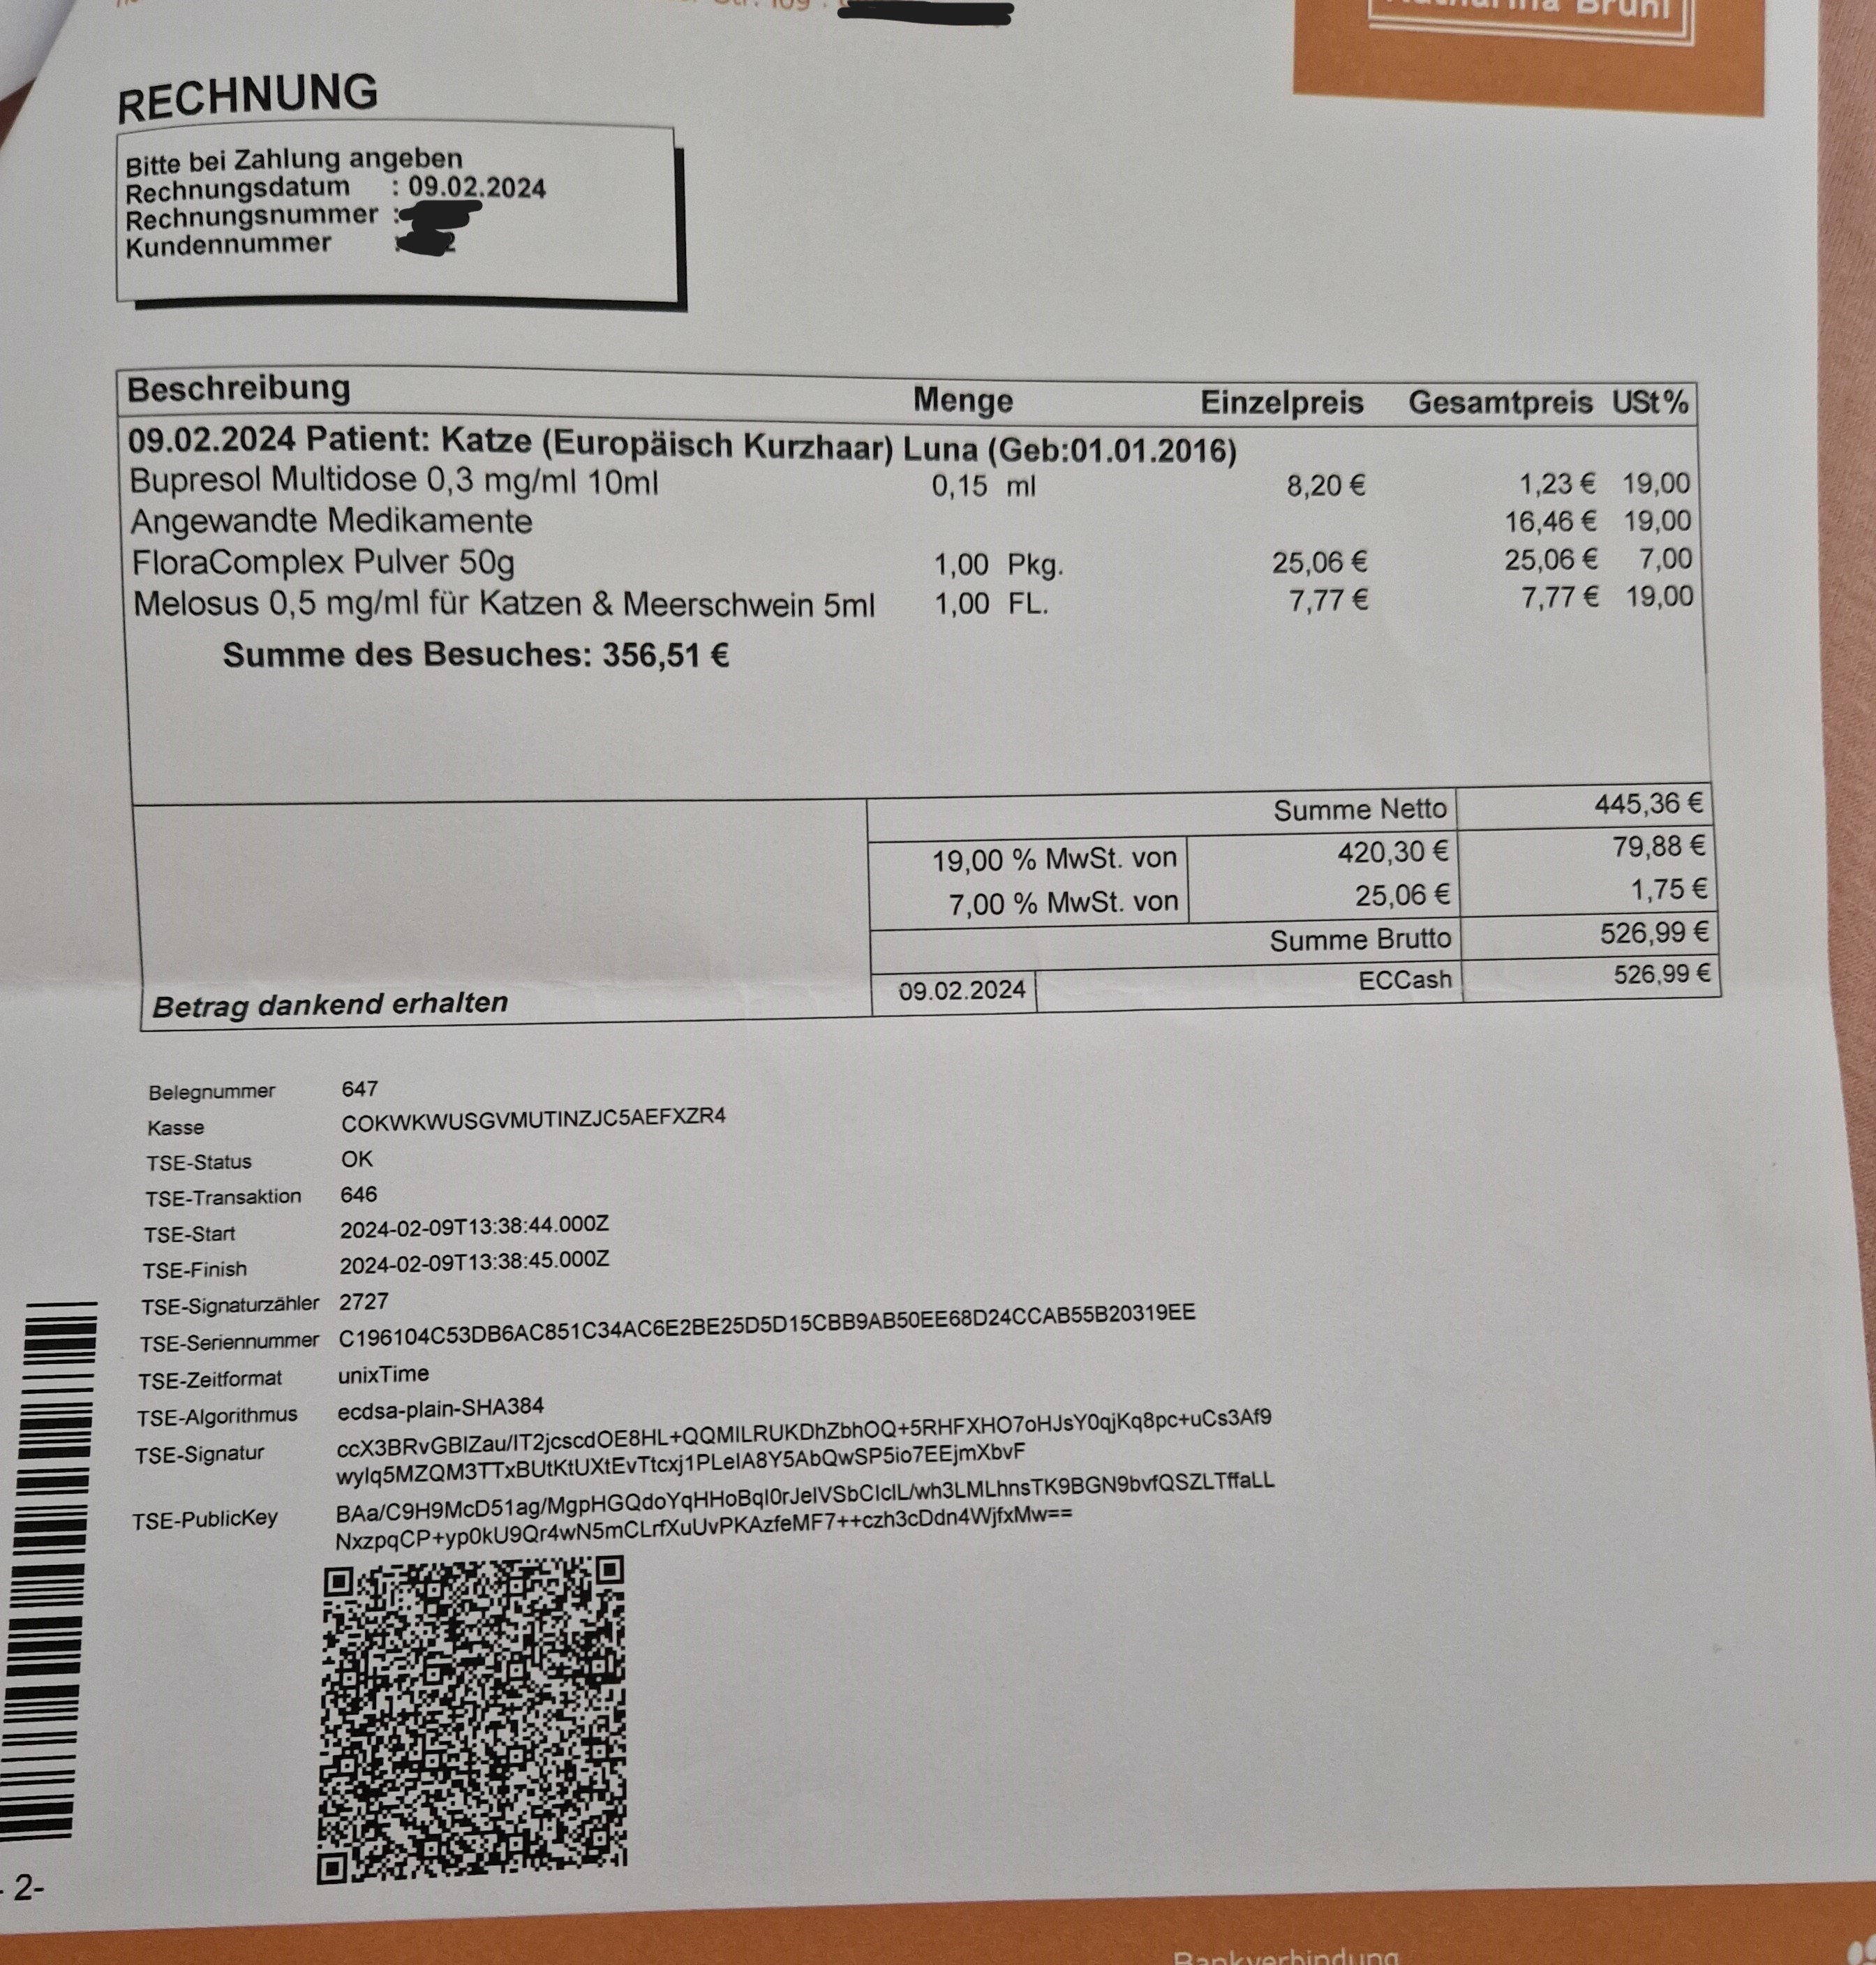 Str. 169
Katharina Brühl
RECHNUNG
Bitte bei Zahlung angeben
Rechnungsdatum : 09.02.2024
Rechnungsnummer :
Kundennummer : 2
Beschreibung Menge Einzelpreis Gesamtpreis USt%
09.02.2024 Patient: Katze (Europäisch Kurzhaar) Luna (Geb:01.01.2016)
Bupresol Multidose 0,3 mg/ml 10ml 0,15 ml 8,20 € 1,23 € 19,00
Angewandte Medikamente 16,46 € 19,00
FloraComplex Pulver 50g 1,00 Pkg. 25,06 € 25,06 € 7,00
Melosus 0,5 mg/ml für Katzen & Meerschwein 5ml 1,00 FL. 7,77 € 7,77 € 19,00
Summe des Besuches: 356,51 €
Summe Netto 445,36 €
19,00 % MwSt. von 420,30 € 79,88 €
7,00 % MwSt. von 25,06 € 1,75 €
Summe Brutto 526,99 €
Betrag dankend erhalten 09.02.2024 ECCash 526,99 €
Belegnummer 647
Kasse COKWKWUSGVMUTINZJC5AEFXZR4
TSE-Status OK
TSE-Transaktion 646
TSE-Start 2024-02-09T13:38:44.000Z
TSE-Finish 2024-02-09T13:38:45.000Z
TSE-Signaturzähler 2727
TSE-Seriennummer C196104C53DB6AC851C34AC6E2BE25D5D15CBB9AB50EE68D24CCAB55B20319EE
TSE-Zeitformat unixTime
TSE-Algorithmus ecdsa-plain-SHA384
TSE-Signatur ccX3BRvGBIZau/IT2jcscdOE8HL+QQMILRUKDhZbhOQ+5RHFXHO7oHJsY0qjKq8pc+uCs3Af9
wylq5MZQM3TTxBUtKtUXtEvTtcxj1PLeIA8Y5AbQwSP5io7EEjmXbvF
TSE-PublicKey BAa/C9H9McD51ag/MgpHGQdoYqHHoBqI0rJeIVSbCIcIL/wh3LMLhnsTK9BGN9bvfQSZLTffaLL
NxzpqCP+yp0kU9Qr4wN5mCLrfXuUvPKAzfeMF7++czh3cDdn4WjfxMw==
- 2-
Bankverbindung